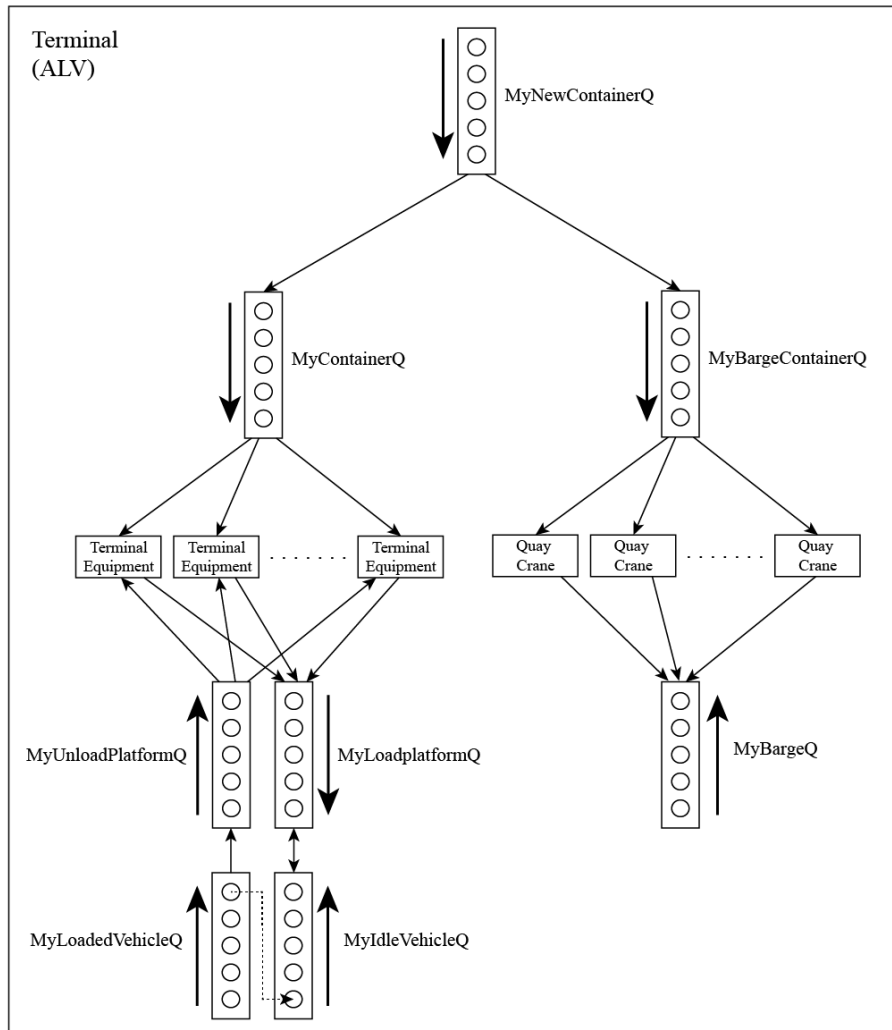 Terminal
(ALV)
MyNewContainerQ
MyContainerQ
MyBargeContainerQ
Terminal
Equipment
Terminal
Equipment
. . . . . . .
Terminal
Equipment
Quay
Crane
Quay
Crane
. . . . . . .
Quay
Crane
MyUnloadPlatformQ
MyLoadplatformQ
MyBargeQ
MyLoadedVehicleQ
MyIdleVehicleQ